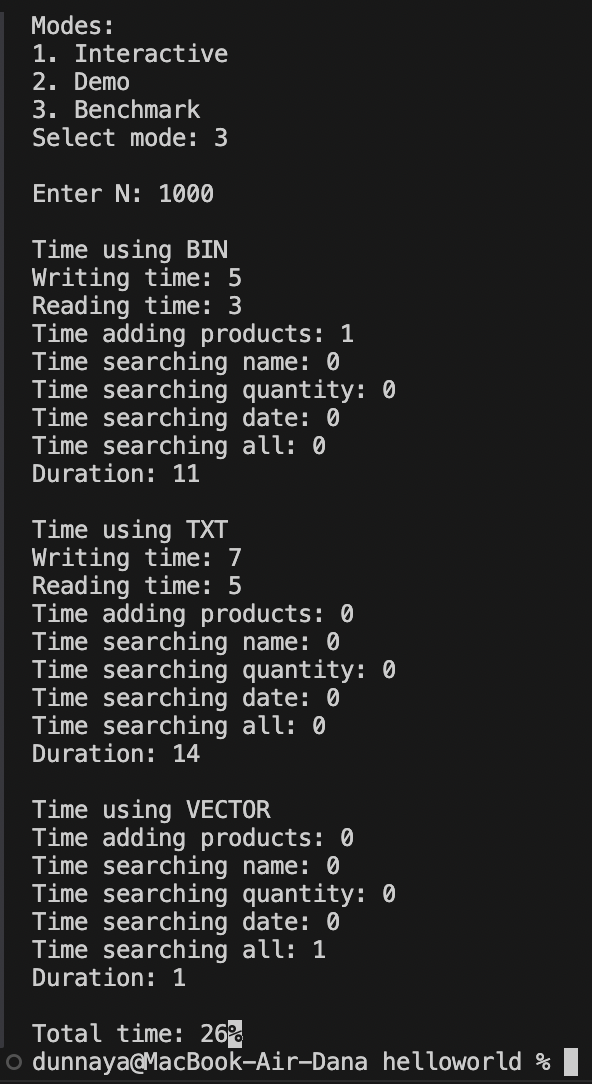 Modes:
1. Interactive
2. Demo
3. Benchmark
Select mode: 3
Enter N: 1000
Time using BIN
Writing time: 5
Reading time: 3
Time adding products: 1
Time searching name: 0
Time searching quantity: 0
Time searching date: 0
Time searching all: 0
Duration: 11
Time using TXT
Writing time: 7
Reading time: 5
Time adding products: 0
Time searching name: 0
Time searching quantity: 0
Time searching date: 0
Time searching all: 0
Duration: 14
Time using VECTOR
Time adding products: 0
Time searching name: 0
Time searching quantity: 0
Time searching date: 0
Time searching all: 1
Duration: 1
Total time: 26%
dunnaya@MacBook-Air-Dana helloworld %